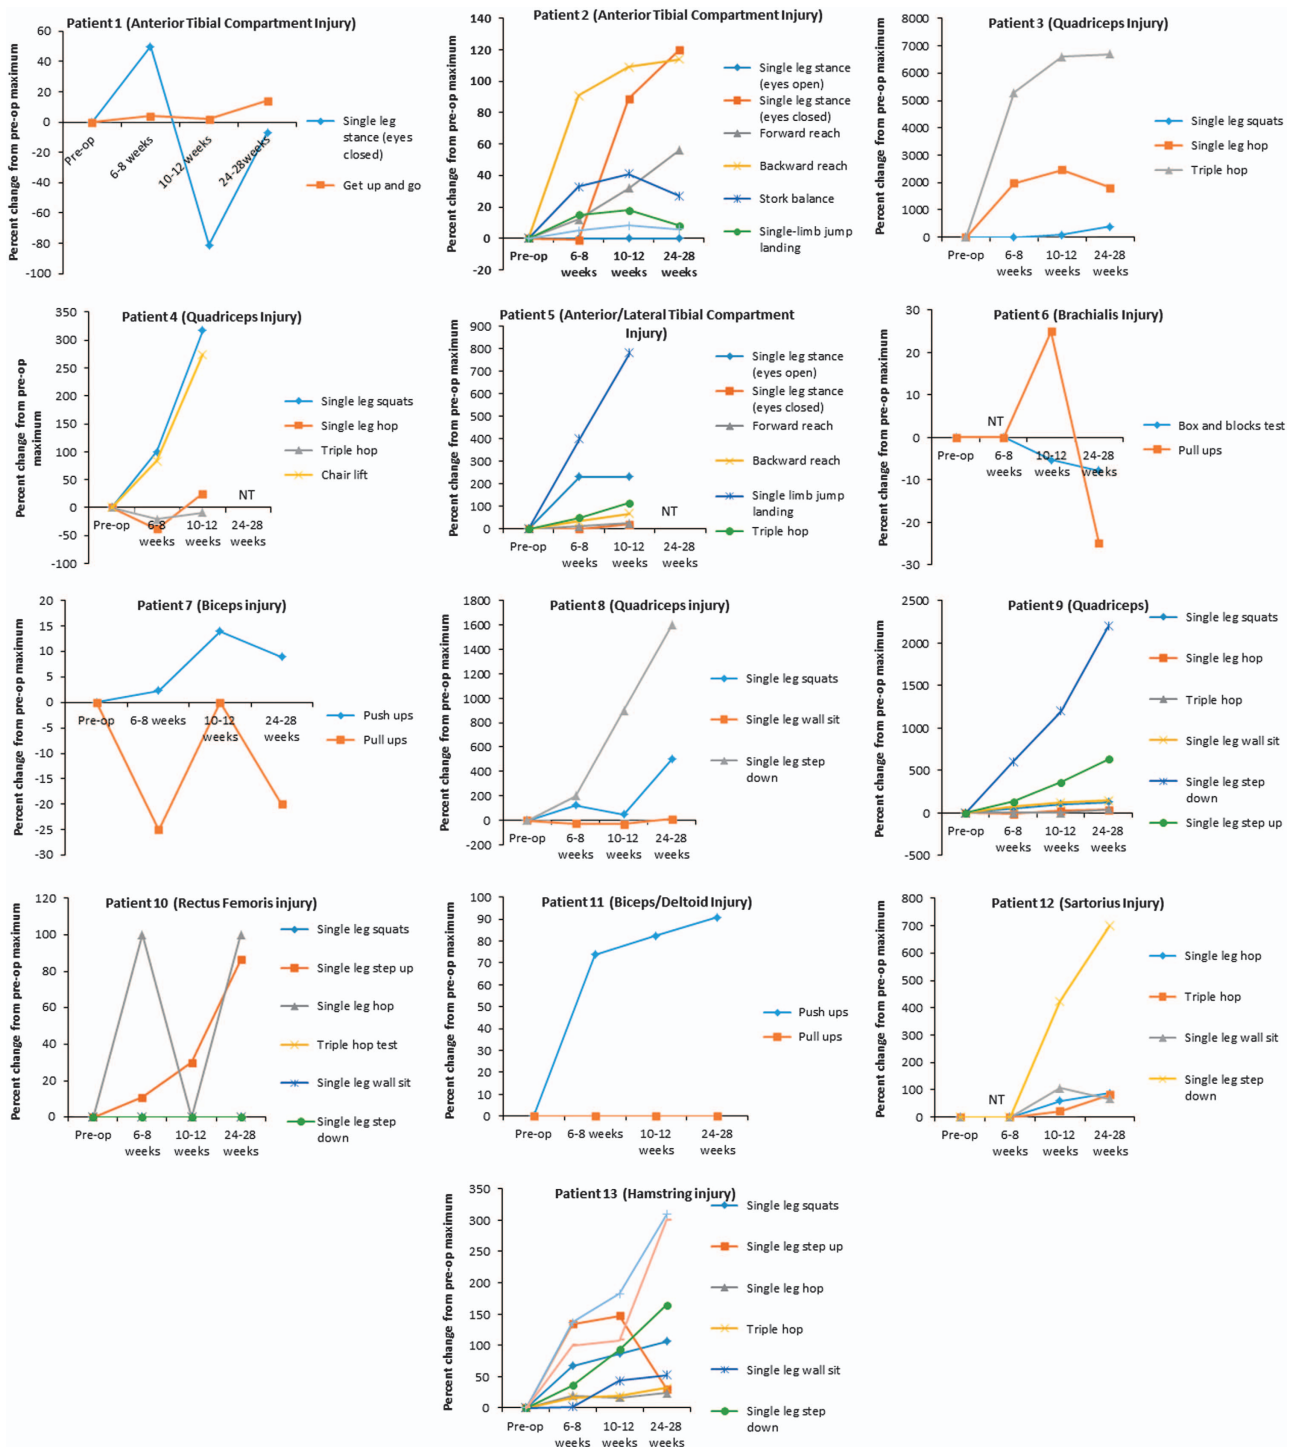 Patient 1 (Anterior Tibial Compartment Injury)
Percent change from pre-op maximum
60
40
20
0
-20
-40
-60
-80
-100
Pre-op
6-8 weeks
10-12 weeks
24-28weeks
Single leg
stance (eyes
closed)
Get up and go
Patient 2 (Anterior Tibial Compartment Injury)
Percent change from pre-op maximum
140
120
100
80
60
40
20
0
-20
Pre-op
6-8
weeks
10-12
weeks
24-28
weeks
Single leg stance
(eyes open)
Single leg stance
(eyes closed)
Forward reach
Backward reach
Stork balance
Single-limb jump
landing
Patient 3 (Quadriceps Injury)
Percent change from pre-op maximum
8000
7000
6000
5000
4000
3000
2000
1000
0
Pre-op
6-8
weeks
10-12
weeks
24-28
weeks
Single leg squats
Single leg hop
Triple hop
Patient 4 (Quadriceps Injury)
Percent change from pre-op
maximum
350
300
250
200
150
100
50
0
-50
-100
NT
Pre-op
6-8
weeks
10-12
weeks
24-28
weeks
Single leg squats
Single leg hop
Triple hop
Chair lift
Patient 5 (Anterior/Lateral Tibial Compartment
Injury)
Percent change from pre-op maximum
900
800
700
600
500
400
300
200
100
0
NT
Pre-op
6-8
weeks
10-12
weeks
24-28
weeks
Single leg stance
(eyes open)
Single leg stance
(eyes closed)
Forward reach
Backward reach
Single limb jump
landing
Triple hop
Patient 6 (Brachialis Injury)
Percent change from pre-op maximum
30
20
10
0
-10
-20
-30
NT
Pre-op
6-8
weeks
10-12
weeks
24-28
weeks
Box and blocks test
Pull ups
Patient 7 (Biceps injury)
Percent change from pre-op maximum
20
15
10
5
0
-5
-10
-15
-20
-25
-30
Pre-op
6-8 weeks
10-12
weeks
24-28
weeks
Push ups
Pull ups
Patient 8 (Quadriceps injury)
Percent change from pre-op maximum
1800
1600
1400
1200
1000
800
600
400
200
0
-200
Pre-op
6-8
weeks
10-12
weeks
24-28
weeks
Single leg squats
Single leg wall sit
Single leg step
down
Patient 9 (Quadriceps)
Percent change from pre-op maximum
2500
2000
1500
1000
500
0
-500
Pre-op
6-8
weeks
10-12
weeks
24-28
weeks
Single leg squats
Single leg hop
Triple hop
Single leg wall sit
Single leg step
down
Single leg step up
Patient 10 (Rectus Femoris injury)
Percent change from pre-op maximum
120
100
80
60
40
20
0
Pre-op
6-8
weeks
10-12
weeks
24-28
weeks
Single leg squats
Single leg step up
Single leg hop
Triple hop test
Single leg wall sit
Single leg step
down
Patient 11 (Biceps/Deltoid Injury)
Percent change from pre-op maximum
100
90
80
70
60
50
40
30
20
10
0
Pre-op
6-8 weeks
10-12
weeks
24-28
weeks
Push ups
Pull ups
Patient 12 (Sartorius Injury)
Percent change from pre-op maximum
800
700
600
500
400
300
200
100
0
NT
Pre-op
6-8
weeks
10-12
weeks
24-28
weeks
Single leg hop
Triple hop
Single leg wall sit
Single leg step
down
Patient 13 (Hamstring injury)
Percent change from pre-op maximum
350
300
250
200
150
100
50
0
Pre-op
6-8
weeks
10-12
weeks
24-28
weeks
Single leg squats
Single leg step up
Single leg hop
Triple hop
Single leg wall sit
Single leg step
down